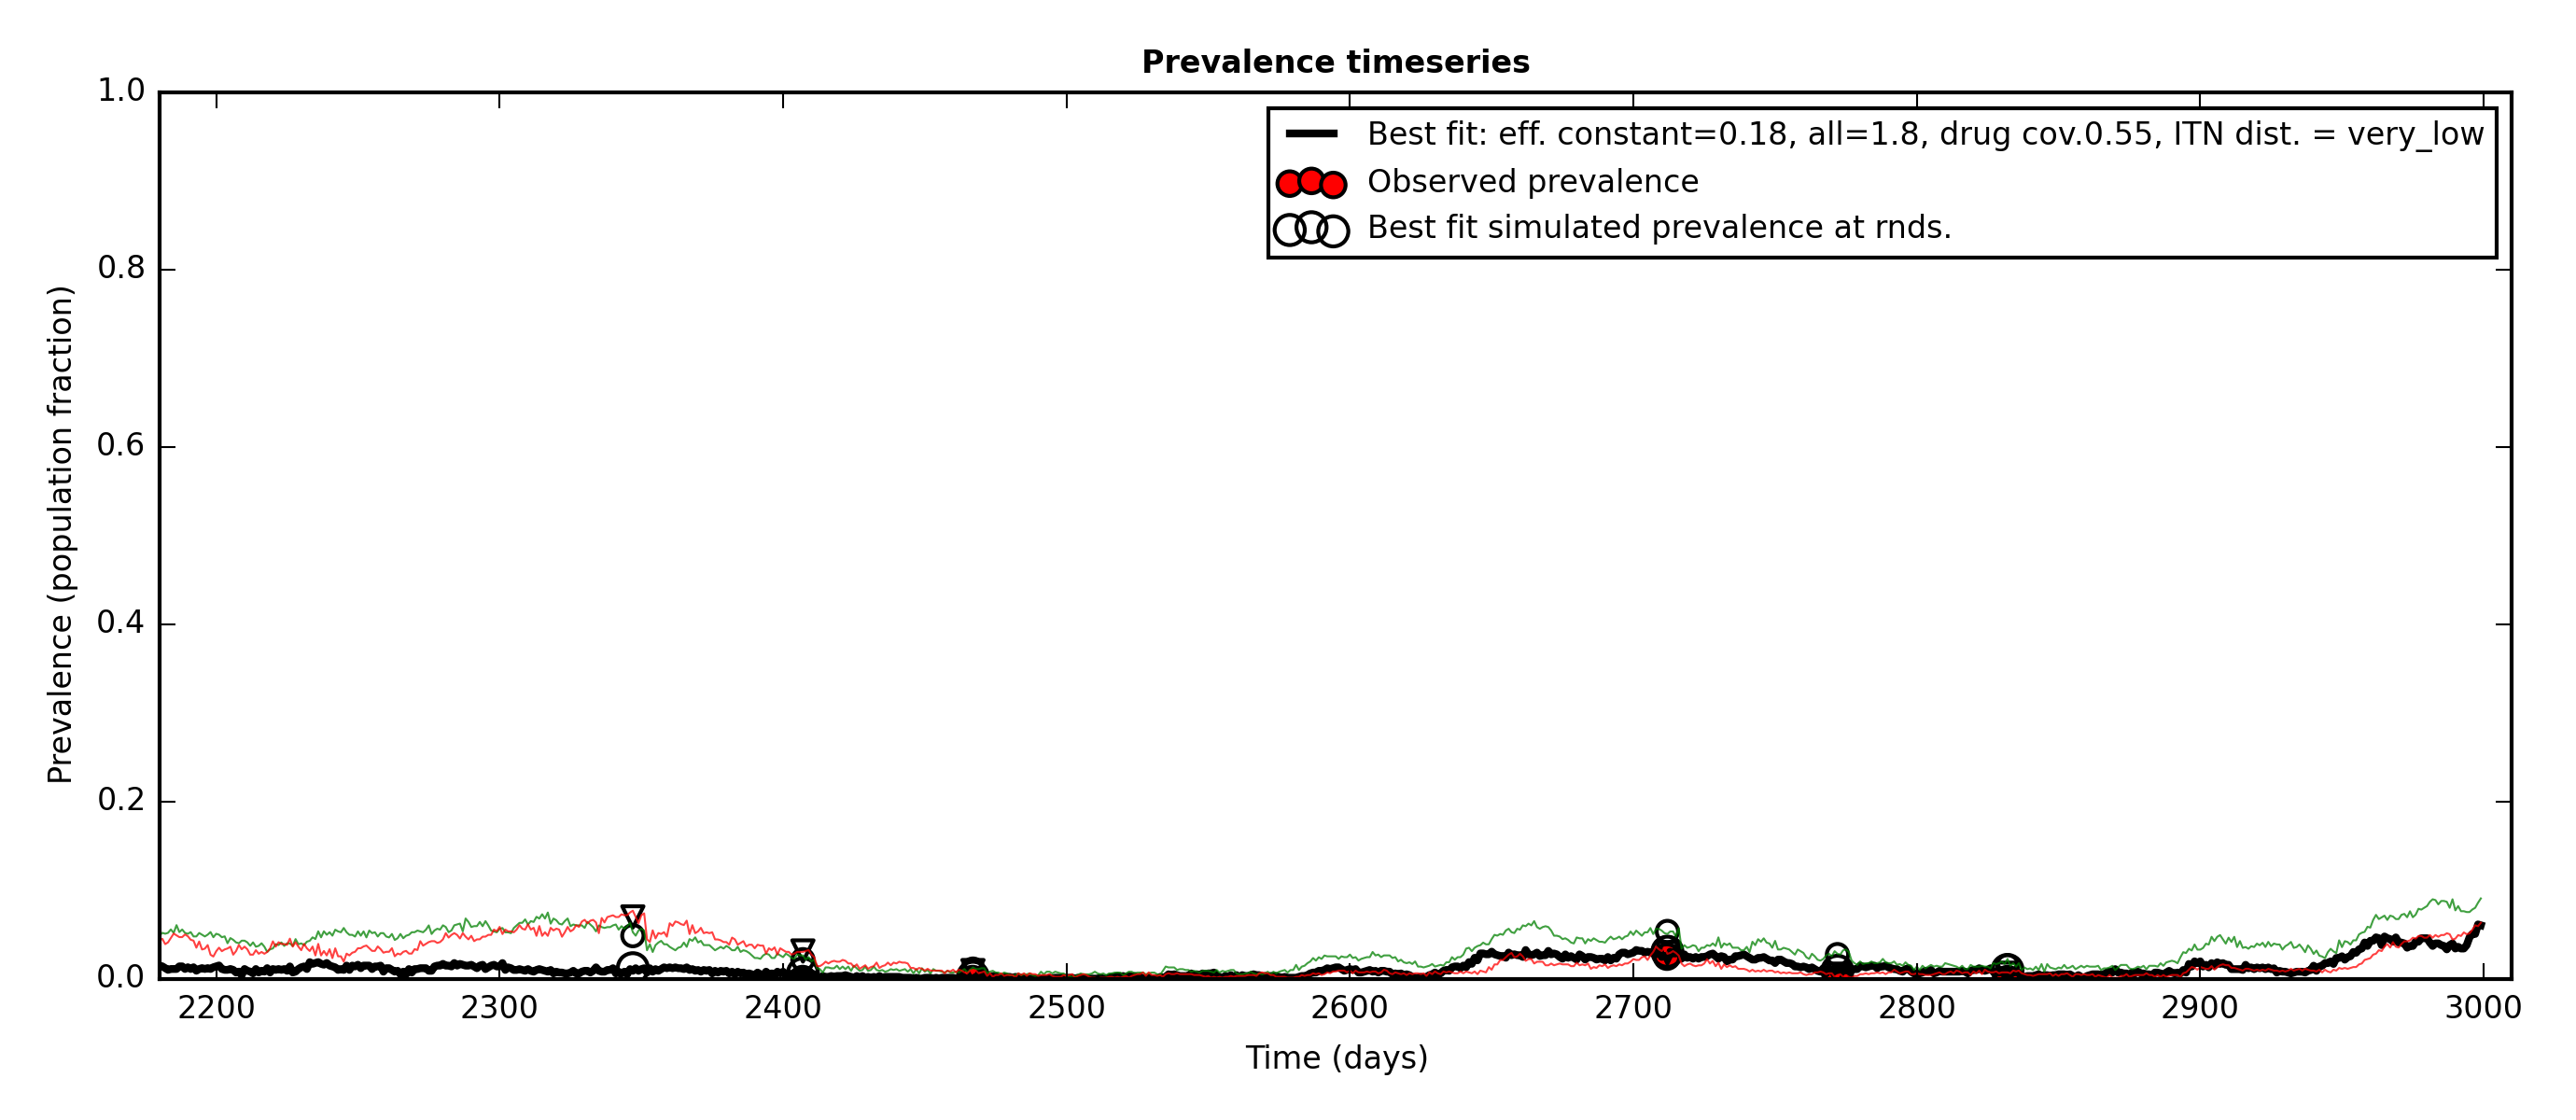 Prevalence timeseries
1.0
0.8
0.6
0.4
0.2
0.0
Prevalence (population fraction)
Best fit: eff. constant=0.18, all=1.8, drug cov.0.55, ITN dist. = very_low
Observed prevalence
Best fit simulated prevalence at rnds.
2200 2300 2400 2500 2600 2700 2800 2900 3000
Time (days)